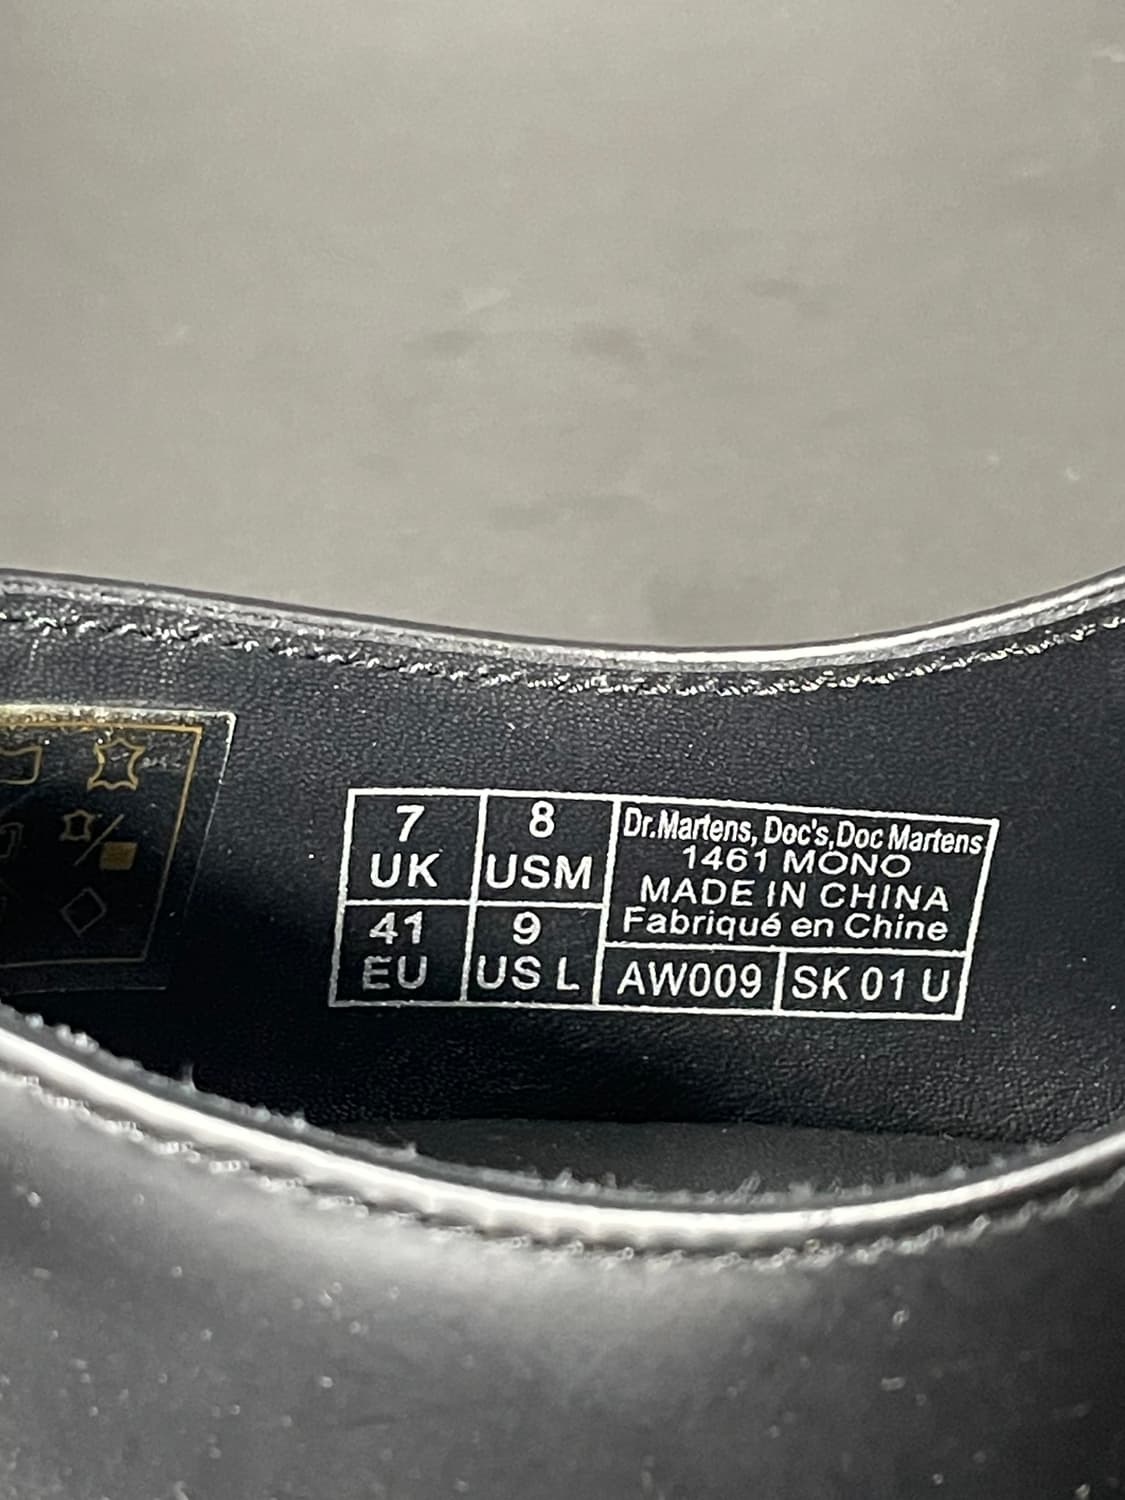 7 UK
8 USM
41 EU
9 US L
Dr.Martens, Doc's,Doc Martens
1461 MONO
MADE IN CHINA
Fabriqué en Chine
AW009
SK 01 U